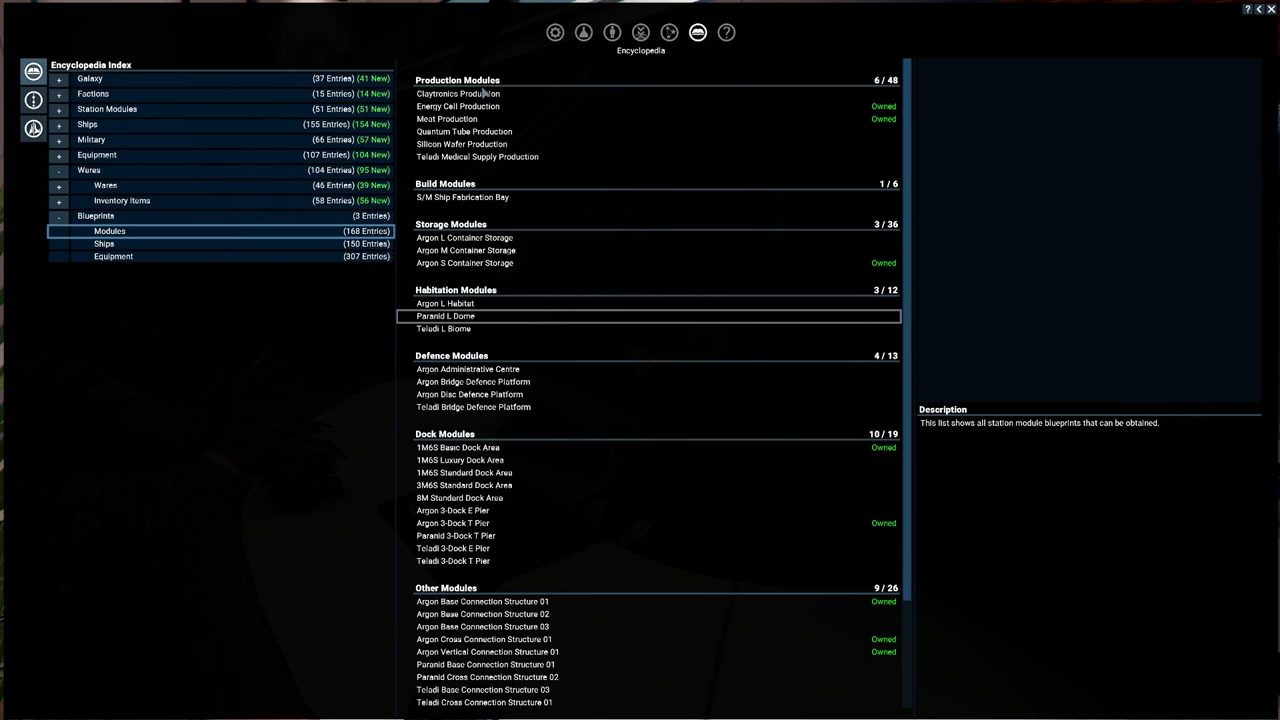 ? < X
Encyclopedia
Encyclopedia Index
+ Galaxy (37 Entries) (41 New)
+ Factions (15 Entries) (14 New)
+ Station Modules (51 Entries) (51 New)
+ Ships (155 Entries) (154 New)
+ Military (66 Entries) (57 New)
+ Equipment (107 Entries) (104 New)
- Wares (104 Entries) (95 New)
+ Wares (46 Entries) (39 New)
+ Inventory Items (58 Entries) (56 New)
- Blueprints (3 Entries)
Modules (168 Entries)
Ships (150 Entries)
Equipment (307 Entries)
Production Modules 6 / 48
Claytronics Production
Energy Cell Production Owned
Meat Production Owned
Quantum Tube Production
Silicon Wafer Production
Teladi Medical Supply Production
Build Modules 1 / 6
S/M Ship Fabrication Bay
Storage Modules 3 / 36
Argon L Container Storage
Argon M Container Storage
Argon S Container Storage Owned
Habitation Modules 3 / 12
Argon L Habitat
Paranid L Dome
Teladi L Biome
Defence Modules 4 / 13
Argon Administrative Centre
Argon Bridge Defence Platform
Argon Disc Defence Platform
Teladi Bridge Defence Platform
Dock Modules 10 / 19
1M6S Basic Dock Area Owned
1M6S Luxury Dock Area
1M6S Standard Dock Area
3M6S Standard Dock Area
8M Standard Dock Area
Argon 3-Dock E Pier
Argon 3-Dock T Pier Owned
Paranid 3-Dock T Pier
Teladi 3-Dock E Pier
Teladi 3-Dock T Pier
Other Modules 9 / 26
Argon Base Connection Structure 01 Owned
Argon Base Connection Structure 02
Argon Base Connection Structure 03
Argon Cross Connection Structure 01 Owned
Argon Vertical Connection Structure 01 Owned
Paranid Base Connection Structure 01
Paranid Cross Connection Structure 02
Teladi Base Connection Structure 03
Teladi Cross Connection Structure 01
Description
This list shows all station module blueprints that can be obtained.